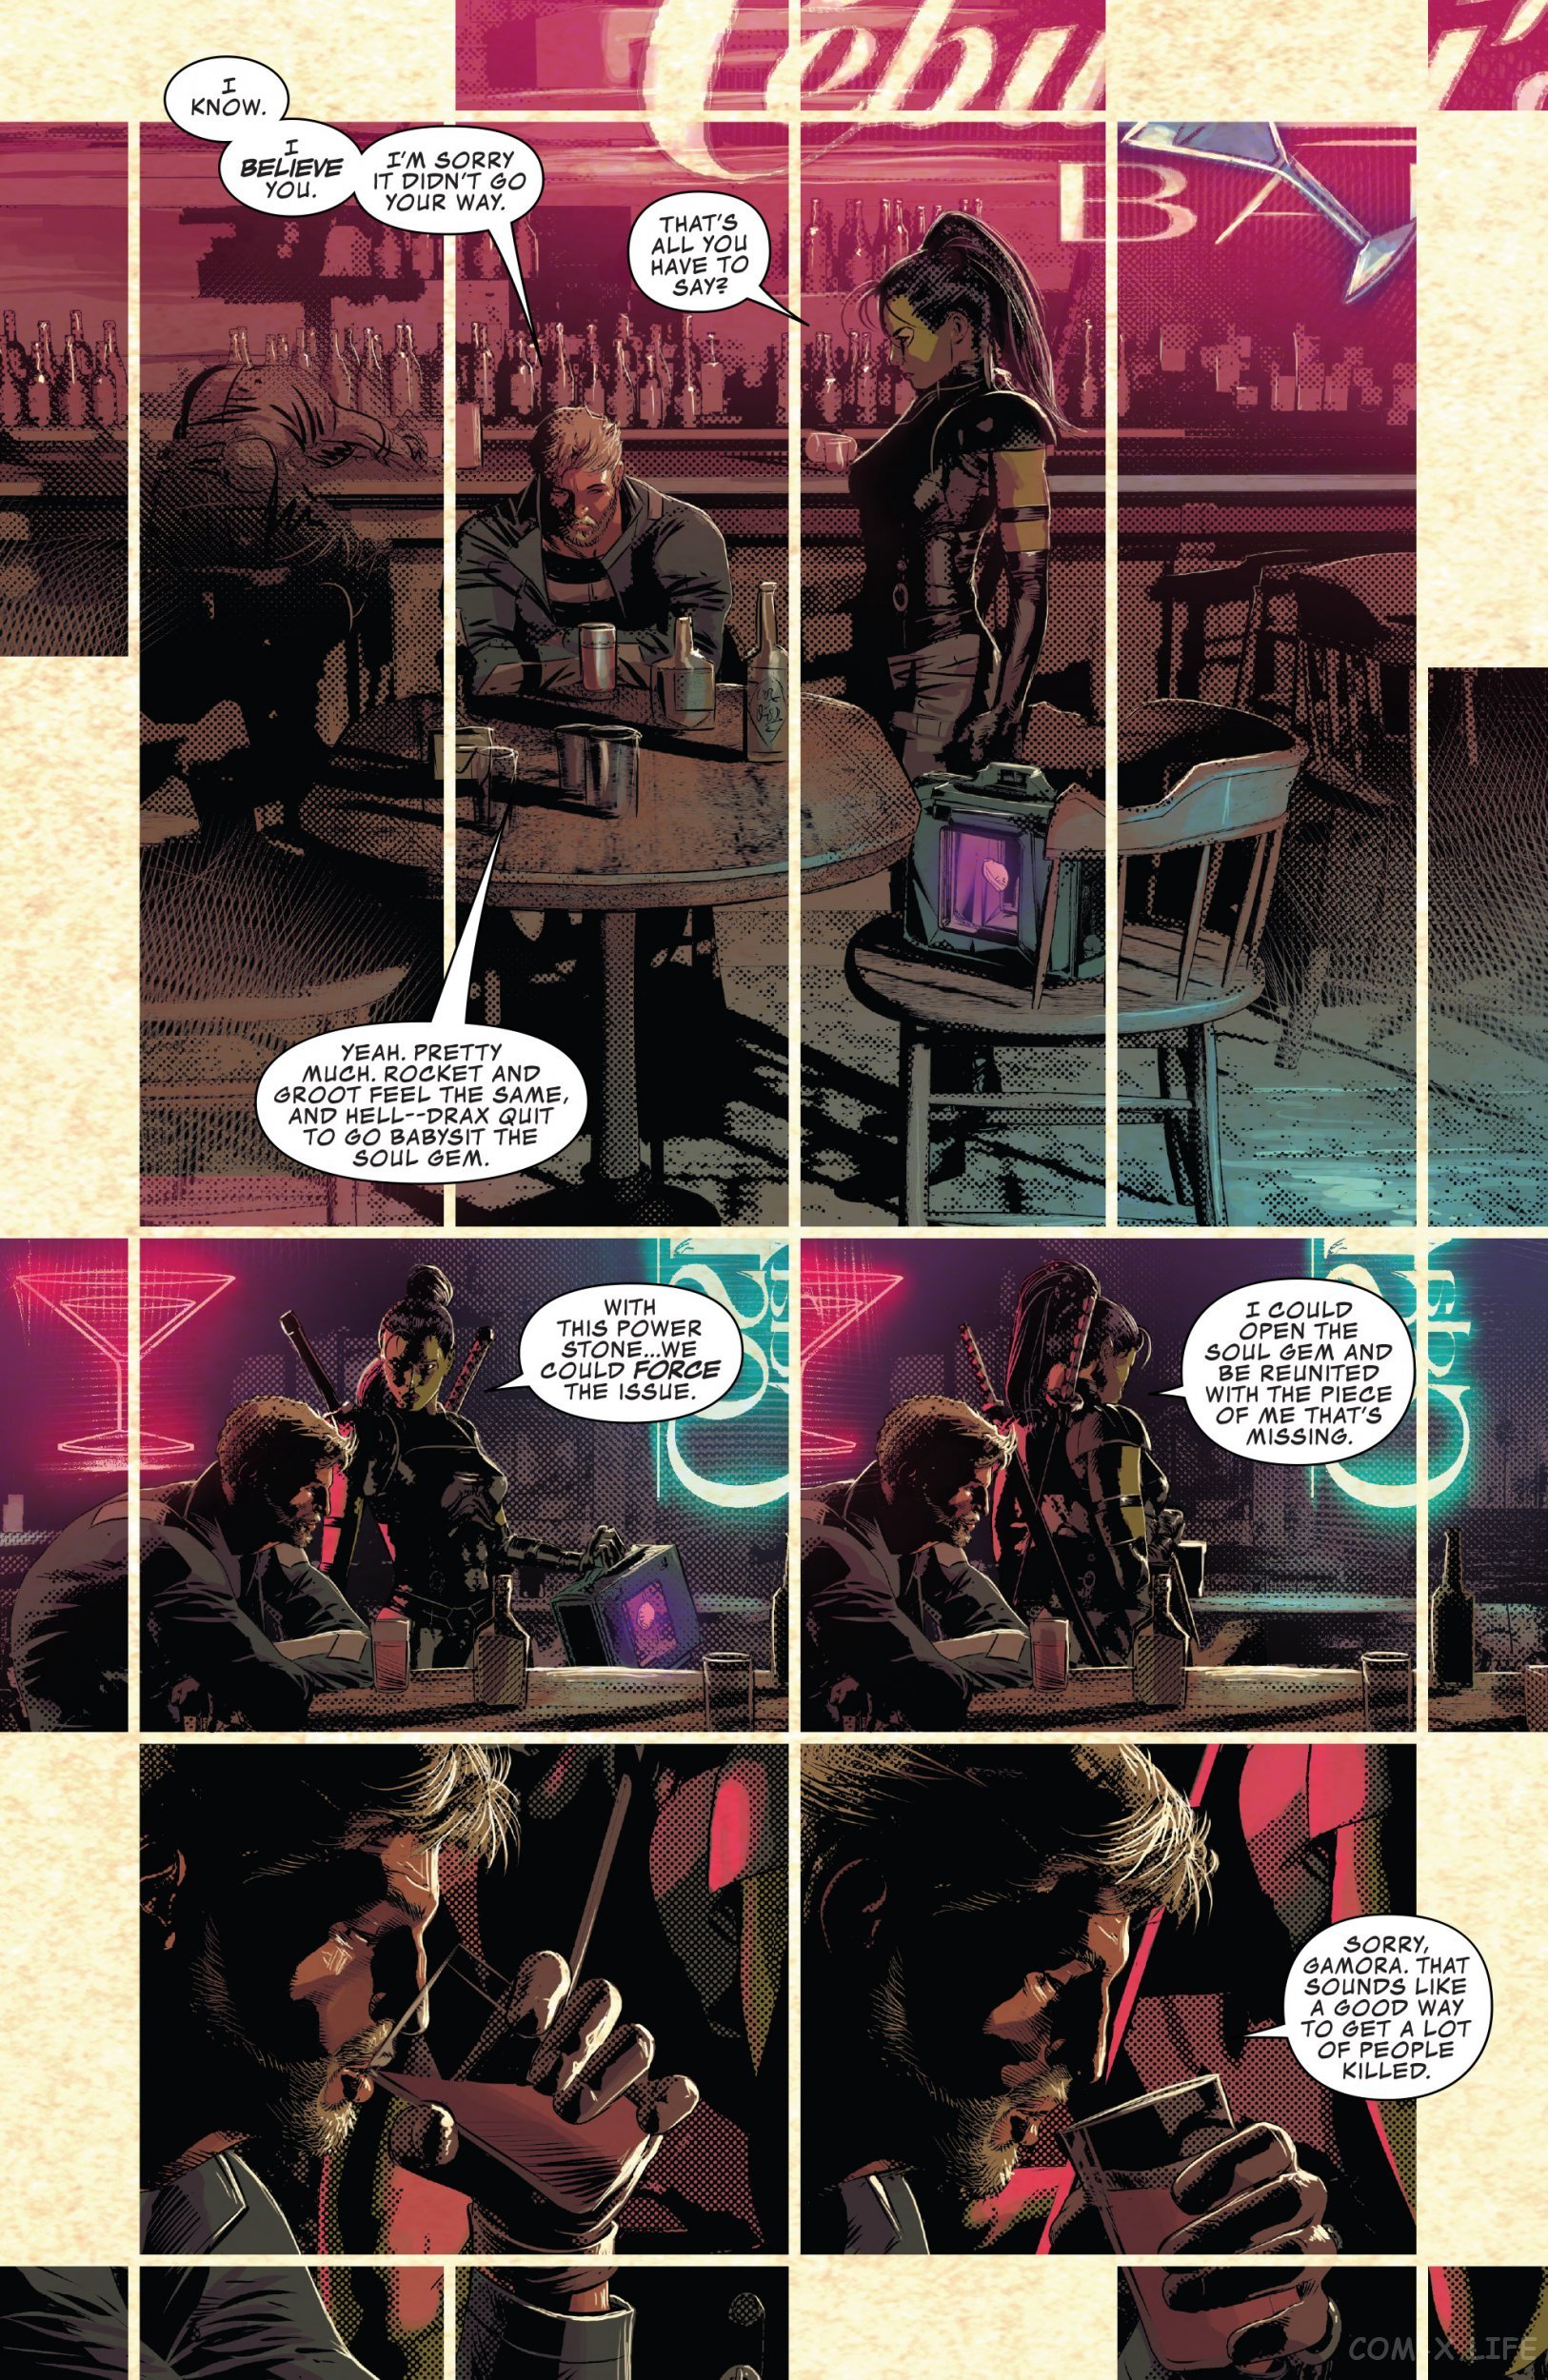 I
KNOW.
I
BELIEVE
YOU.
I'M SORRY
IT DIDN'T GO
YOUR WAY.
THAT'S
ALL YOU
HAVE TO
SAY?
YEAH. PRETTY
MUCH. ROCKET AND
GROOT FEEL THE SAME,
AND HELL--DRAX QUIT
TO GO BABYSIT THE
SOUL GEM.
WITH
THIS POWER
STONE...WE
COULD FORCE
THE ISSUE.
I COULD
OPEN THE
SOUL GEM AND
BE REUNITED
WITH THE PIECE
OF ME THAT'S
MISSING.
SORRY,
GAMORA. THAT
SOUNDS LIKE
A GOOD WAY
TO GET A LOT
OF PEOPLE
KILLED.
COM-X.LIFE